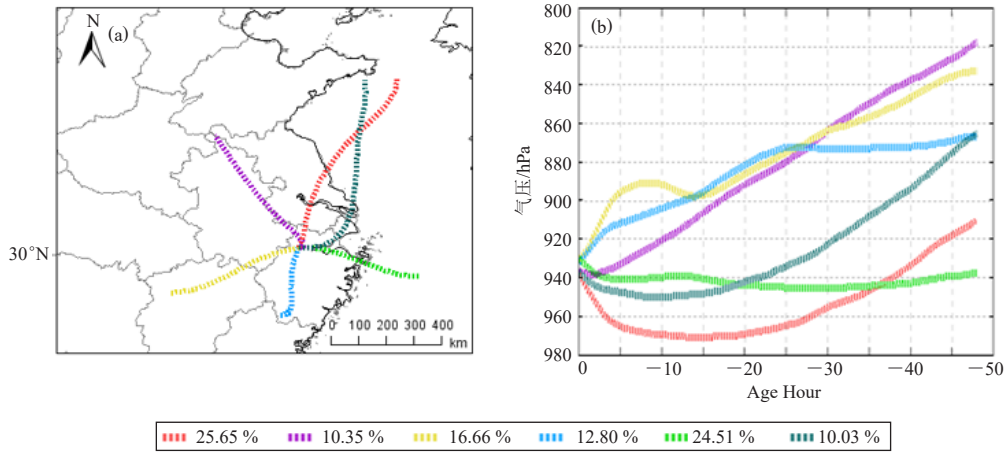 N
(a)
30°N
0 100 200 300 400
km
(b)
800
820
840
860
880
900
920
940
960
980
气压/hPa
0 －10 －20 －30 －40 －50
Age Hour
25.65 % 10.35 % 16.66 % 12.80 % 24.51 % 10.03 %